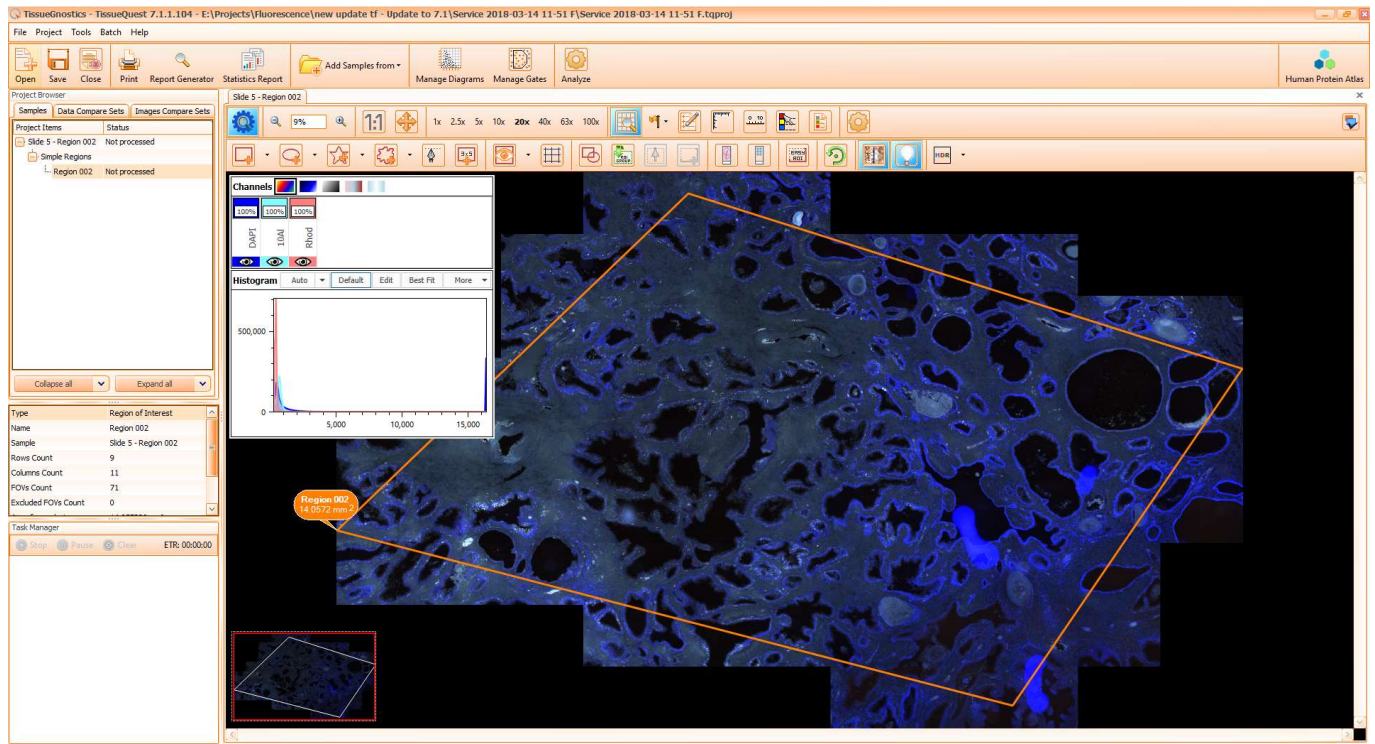 TissueGnostics - TissueQuest 7.1.1.104 - E:\Projects\Fluorescence\new update tf - Update to 7.1\Service 2018-03-14 11-51 F\Service 2018-03-14 11-51 F.tqproj
File Project Tools Batch Help
Open Save Close Print Report Generator Statistics Report Add Samples from Manage Diagrams Manage Gates Analyze Human Protein Atlas
Project Browser
Samples Data Compare Sets Images Compare Sets
Project Items Status
Slide 5 - Region 002 Not processed
Simple Regions
Region 002 Not processed
Collapse all Expand all
Type Region of Interest
Name Region 002
Sample Slide 5 - Region 002
Rows Count 9
Columns Count 11
FOVs Count 71
Excluded FOVs Count 0
Task Manager
Stop Pause Clear ETR: 00:00:00
Slide 5 - Region 002
9% 1:1 1x 2.5x 5x 10x 20x 40x 63x 100x
EASY ROI HDR
Channels
100% 100% 100%
DAPI 10Al Rhod
Histogram Auto Default Edit Best Fit More
500,000
0
5,000 10,000 15,000
Region 002
14.0572 mm 2